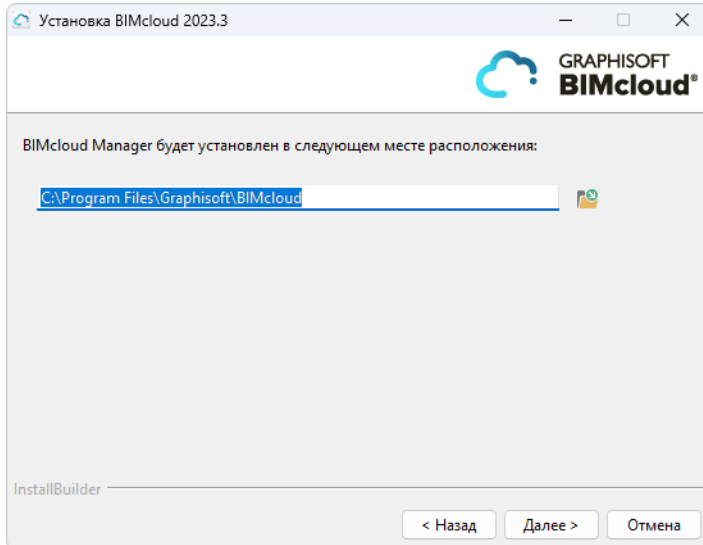 Установка BIMcloud 2023.3
GRAPHISOFT
BIMcloud®
BIMcloud Manager будет установлен в следующем месте расположения:
C:\Program Files\Graphisoft\BIMcloud
InstallBuilder
< Назад
Далее >
Отмена